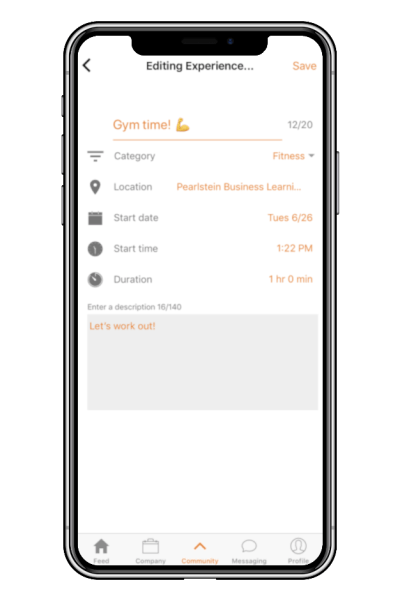 Editing Experience... Save
Gym time! 💪 12/20
Category Fitness
Location Pearlstein Business Learni...
Start date Tues 6/26
Start time 1:22 PM
Duration 1 hr 0 min
Enter a description 16/140
Let's work out!
Feed Company Community Messaging Profile